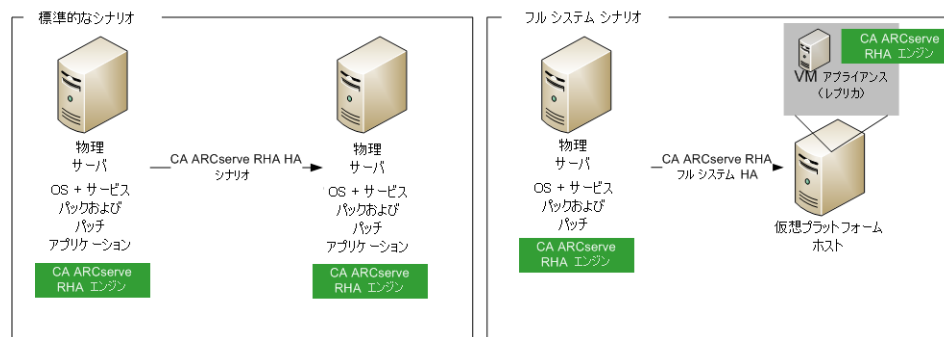 標準的なシナリオ
物理
サーバ
OS + サービス
パックおよび
パッチ
アプリケーション
CA ARCserve
RHA エンジン
CA ARCserve RHA HA
シナリオ
物理
サーバ
OS + サービス
パックおよび
パッチ
アプリケーション
CA ARCserve
RHA エンジン
フル システム シナリオ
物理
サーバ
OS + サービス
パックおよび
パッチ
CA ARCserve
RHA エンジン
CA ARCserve RHA
フル システム HA
CA ARCserve
RHA エンジン
VM アプライアンス
(レプリカ)
仮想プラットフォーム
ホスト